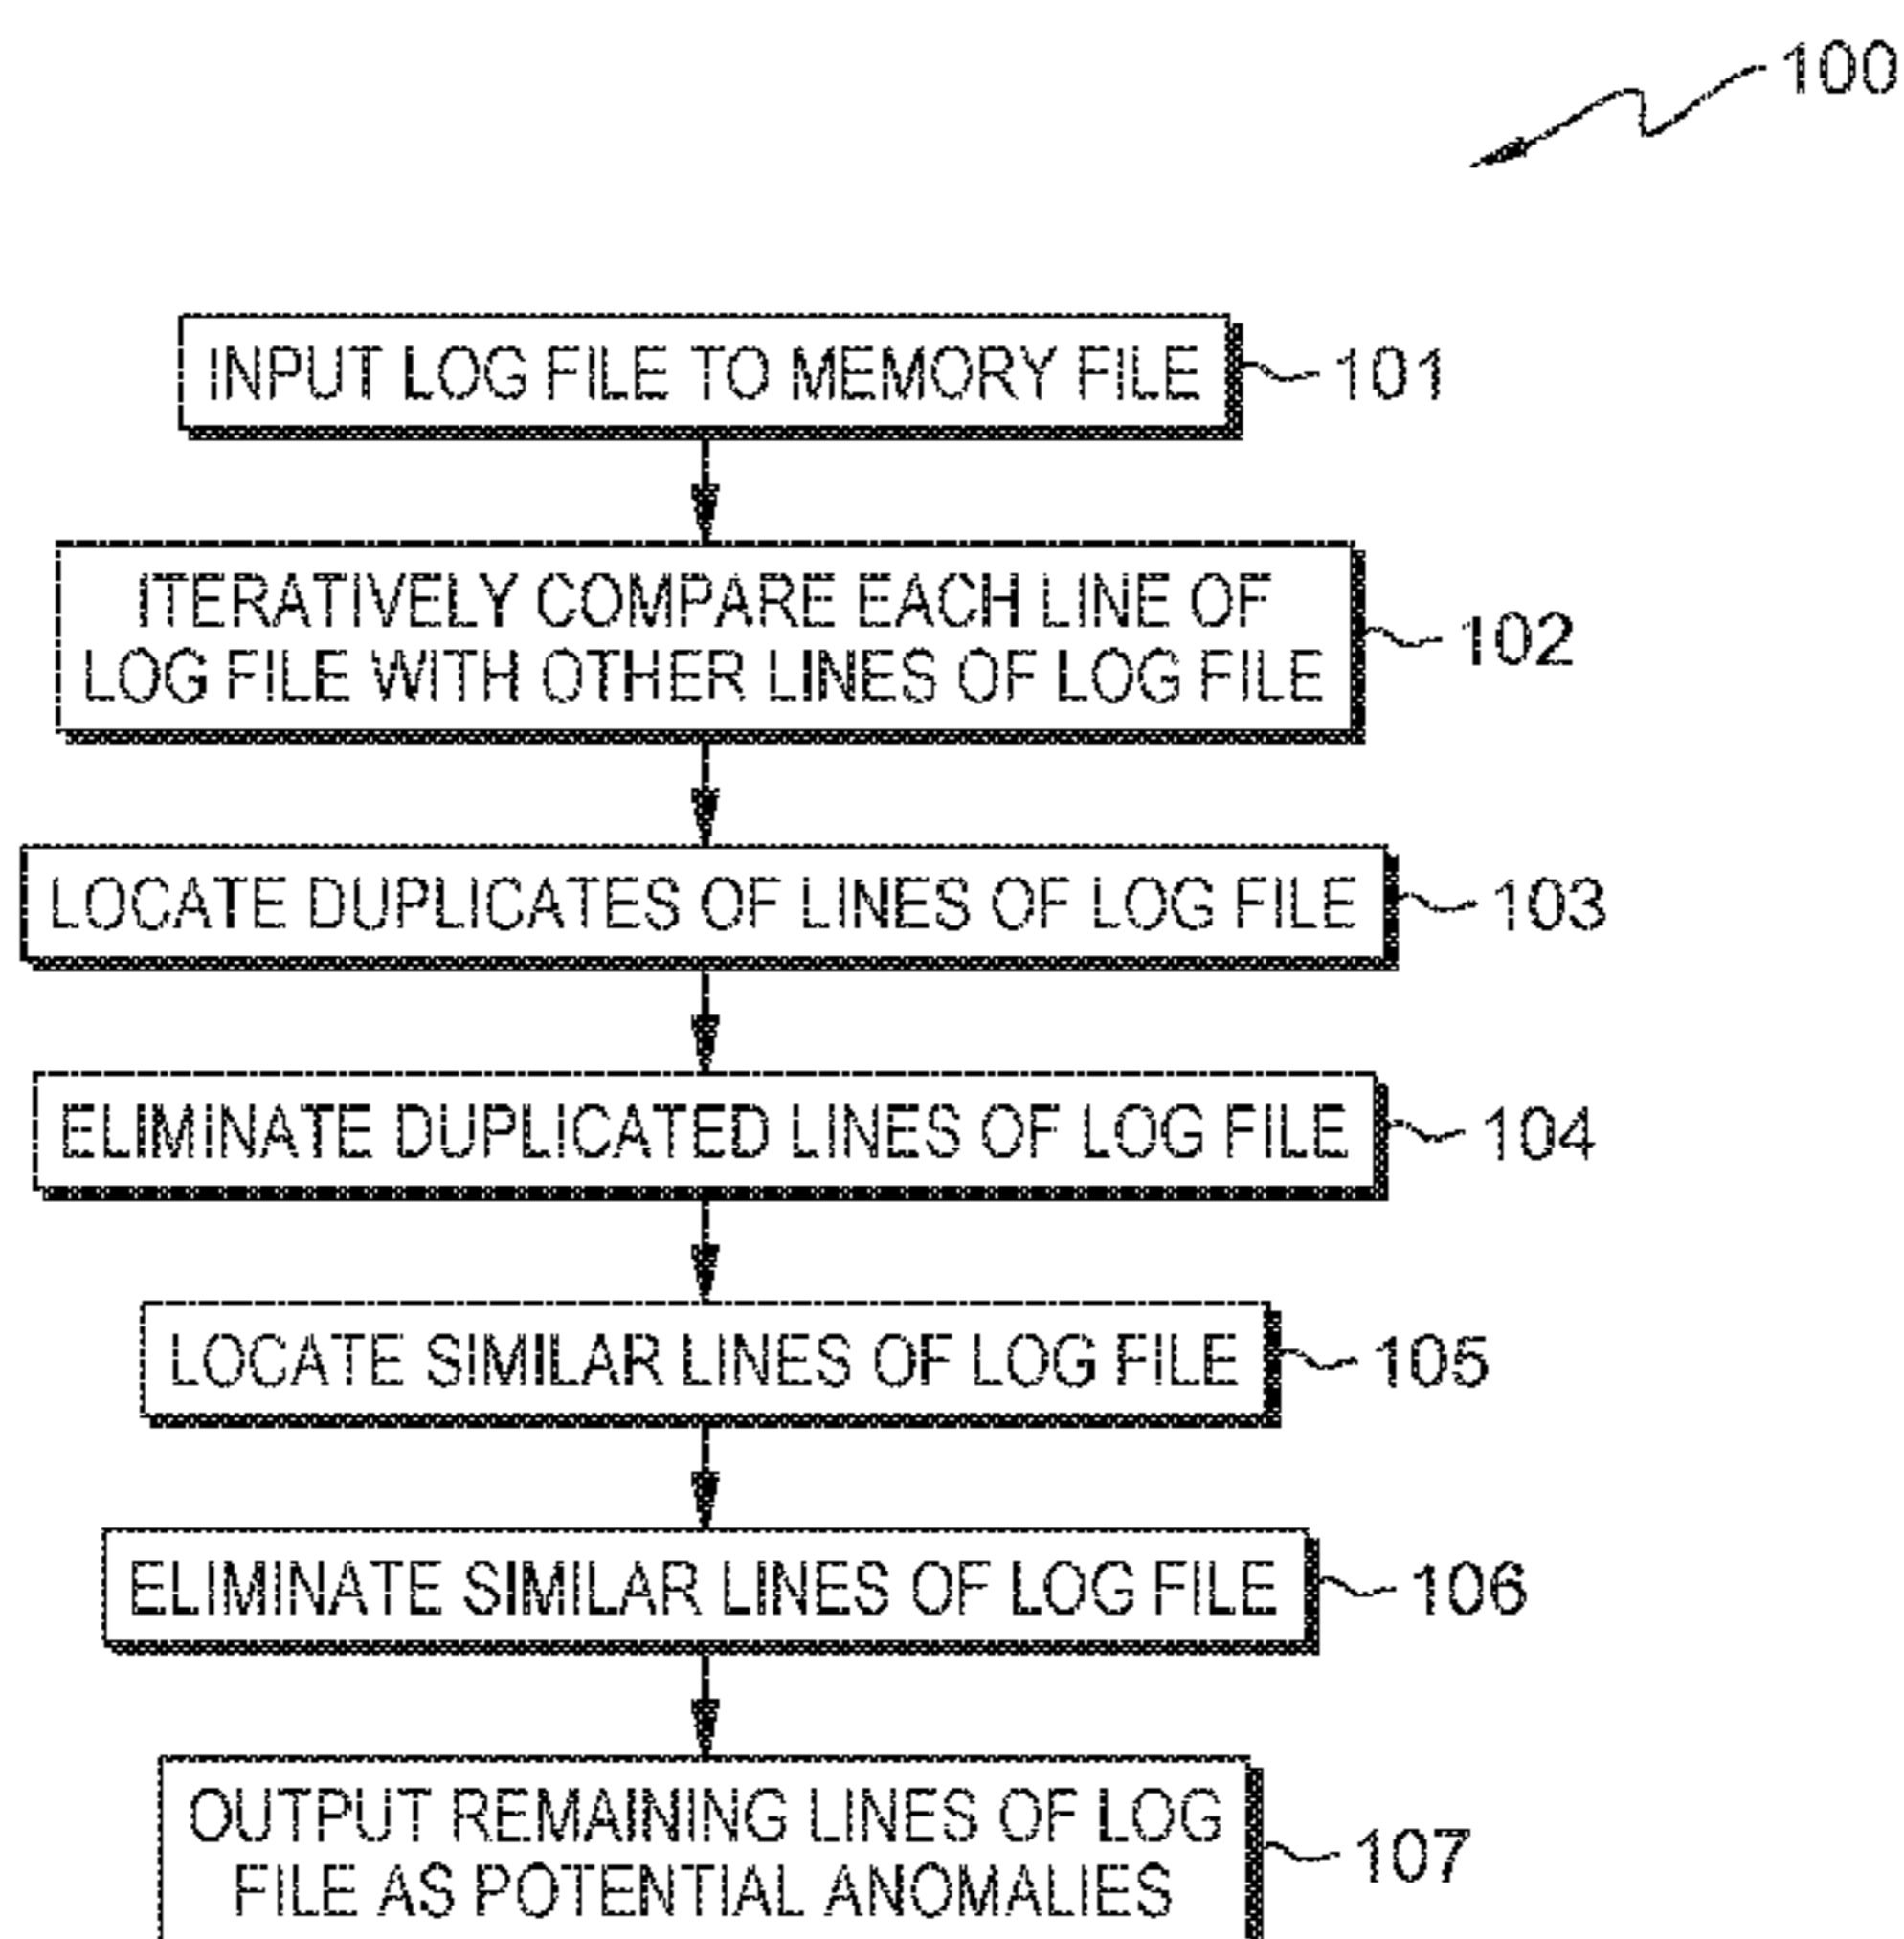 100
INPUT LOG FILE TO MEMORY FILE
101
ITERATIVELY COMPARE EACH LINE OF
LOG FILE WITH OTHER LINES OF LOG FILE
102
LOCATE DUPLICATES OF LINES OF LOG FILE
103
ELIMINATE DUPLICATED LINES OF LOG FILE
104
LOCATE SIMILAR LINES OF LOG FILE
105
ELIMINATE SIMILAR LINES OF LOG FILE
106
OUTPUT REMAINING LINES OF LOG
FILE AS POTENTIAL ANOMALIES
107